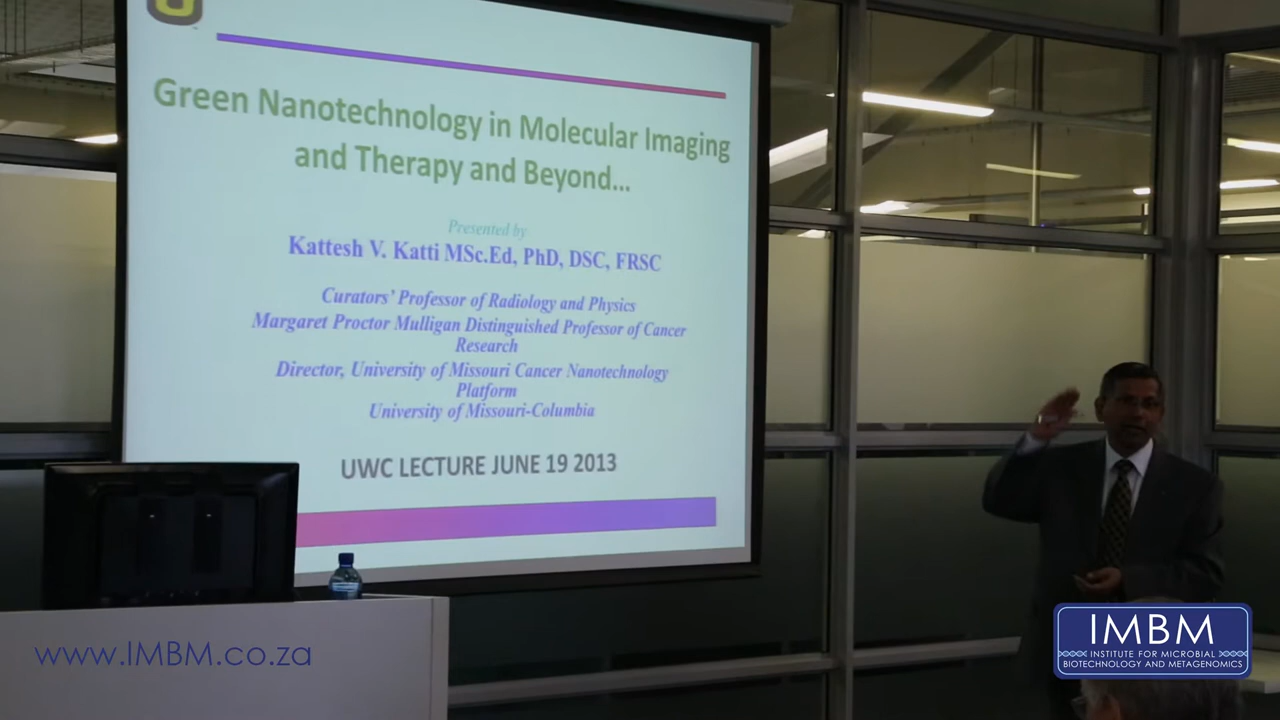 Green Nanotechnology in Molecular Imaging
and Therapy and Beyond...
Presented by
Kattesh V. Katti MSc.Ed, PhD, DSC, FRSC
Curators' Professor of Radiology and Physics
Margaret Proctor Mulligan Distinguished Professor of Cancer
Research
Director, University of Missouri Cancer Nanotechnology
Platform
University of Missouri-Columbia
UWC LECTURE JUNE 19 2013
www.IMBM.co.za
IMBM
INSTITUTE FOR MICROBIAL
BIOTECHNOLOGY AND METAGENOMICS